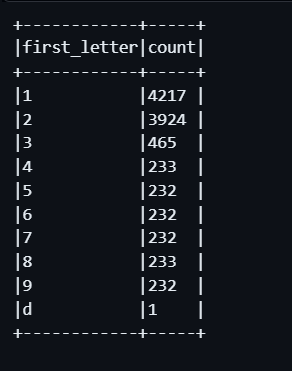 +------------+-----+
|first_letter|count|
+------------+-----+
|1           |4217 |
|2           |3924 |
|3           |465  |
|4           |233  |
|5           |232  |
|6           |232  |
|7           |232  |
|8           |233  |
|9           |232  |
|d           |1    |
+------------+-----+